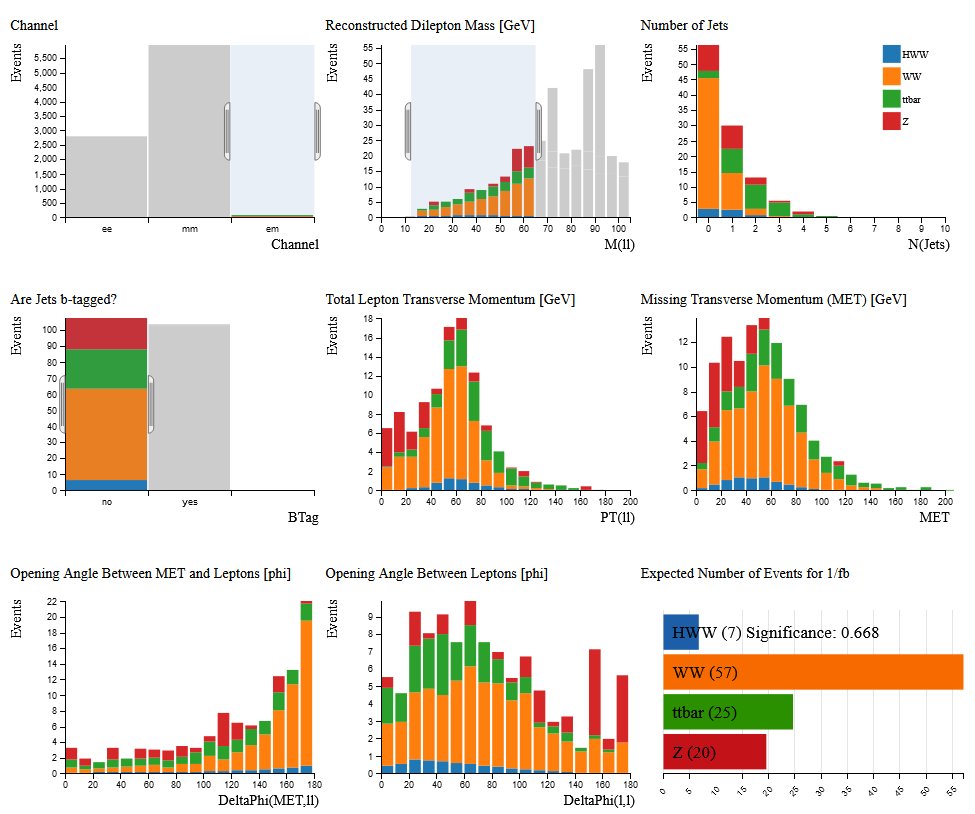 Channel
Events
5,500
5,000
4,500
4,000
3,500
3,000
2,500
2,000
1,500
1,000
500
0
ee mm em
Channel
Reconstructed Dilepton Mass [GeV]
Events
55
50
45
40
35
30
25
20
15
10
5
0
0 10 20 30 40 50 60 70 80 90 100
M(ll)
Number of Jets
Events
55
50
45
40
35
30
25
20
15
10
5
0
0 1 2 3 4 5 6 7 8 9 10
N(Jets)
HWW
WW
ttbar
Z
Are Jets b-tagged?
Events
100
90
80
70
60
50
40
30
20
10
0
no yes
BTag
Total Lepton Transverse Momentum [GeV]
Events
18
16
14
12
10
8
6
4
2
0
0 20 40 60 80 100 120 140 160 180 200
PT(ll)
Missing Transverse Momentum (MET) [GeV]
Events
12
10
8
6
4
2
0
0 20 40 60 80 100 120 140 160 180 200
MET
Opening Angle Between MET and Leptons [phi]
Events
22
20
18
16
14
12
10
8
6
4
2
0
0 20 40 60 80 100 120 140 160 180
DeltaPhi(MET,ll)
Opening Angle Between Leptons [phi]
Events
9
8
7
6
5
4
3
2
1
0
0 20 40 60 80 100 120 140 160 180
DeltaPhi(l,l)
Expected Number of Events for 1/fb
HWW (7) Significance: 0.668
WW (57)
ttbar (25)
Z (20)
0 5 10 15 20 25 30 35 40 45 50 55